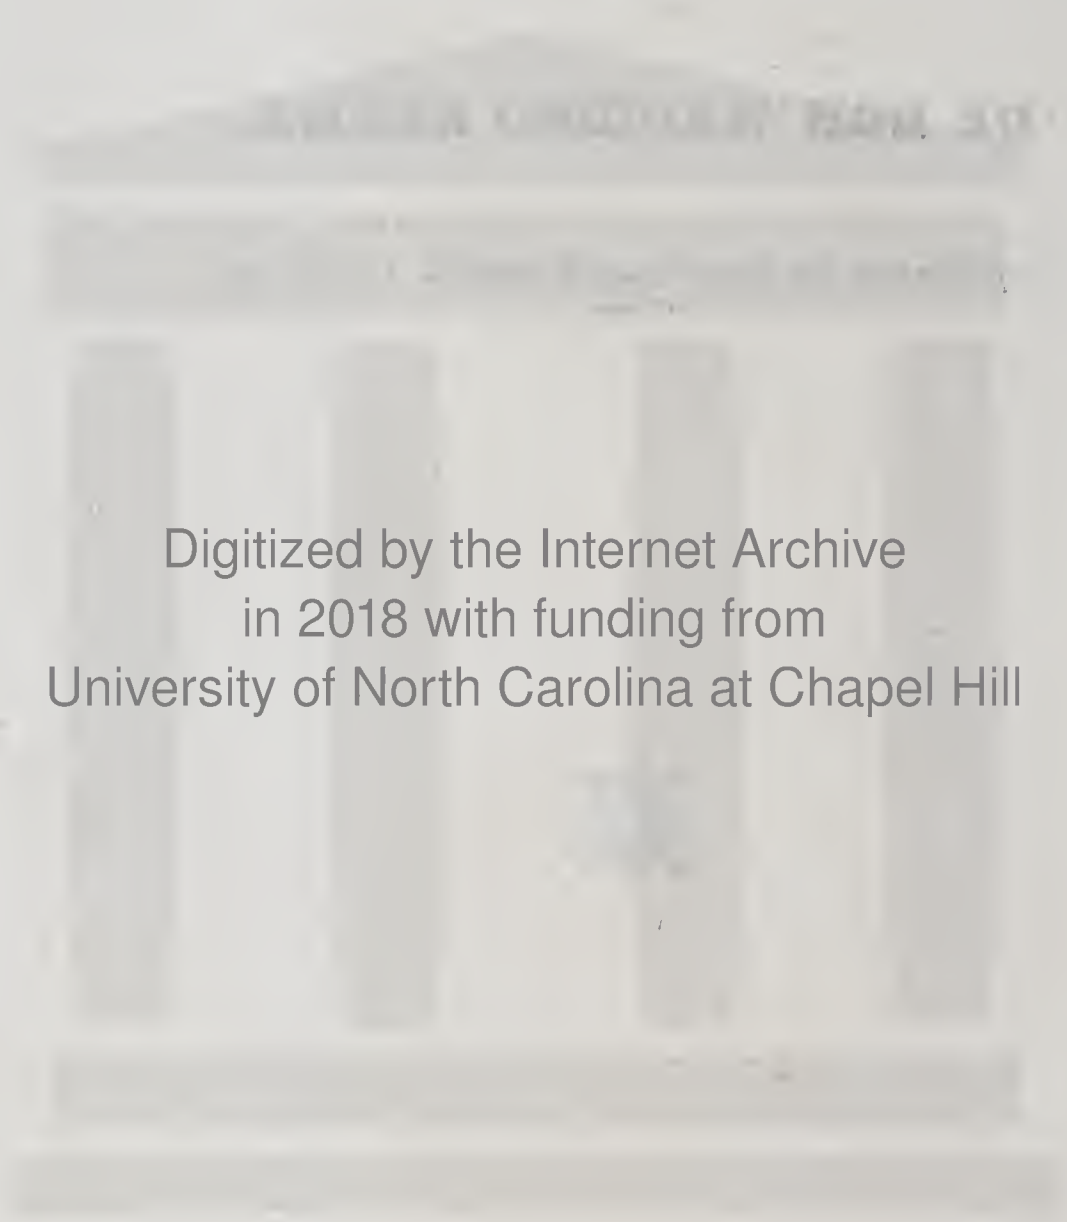 Digitized by the Internet Archive
in 2018 with funding from
University of North Carolina at Chapel Hill